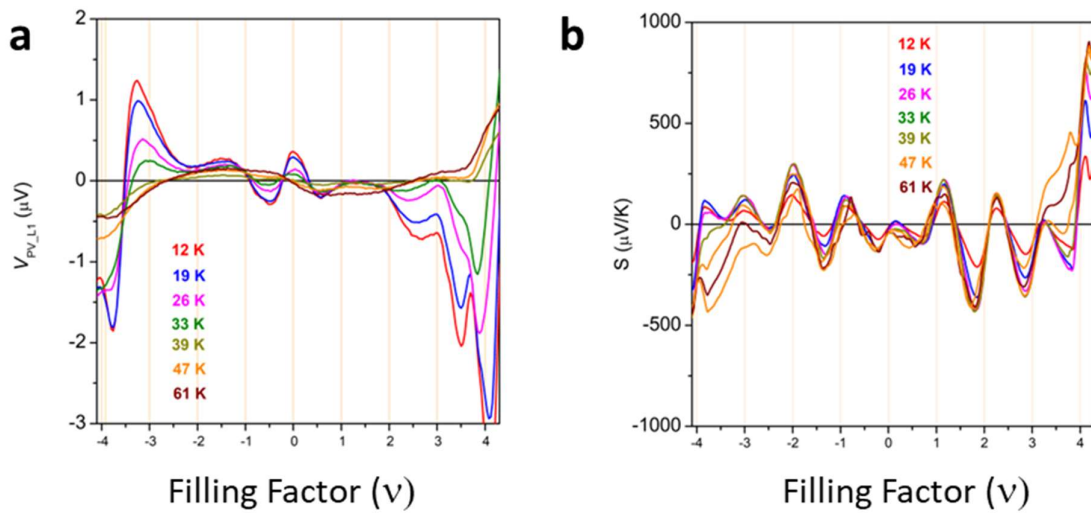 a
2
1
0
-1
-2
-3
V_PV_L1 (μV)
12 K
19 K
26 K
33 K
39 K
47 K
61 K
-4 -3 -2 -1 0 1 2 3 4
Filling Factor (ν)
b
1000
500
0
-500
-1000
S (μV/K)
12 K
19 K
26 K
33 K
39 K
47 K
61 K
-4 -3 -2 -1 0 1 2 3 4
Filling Factor (ν)